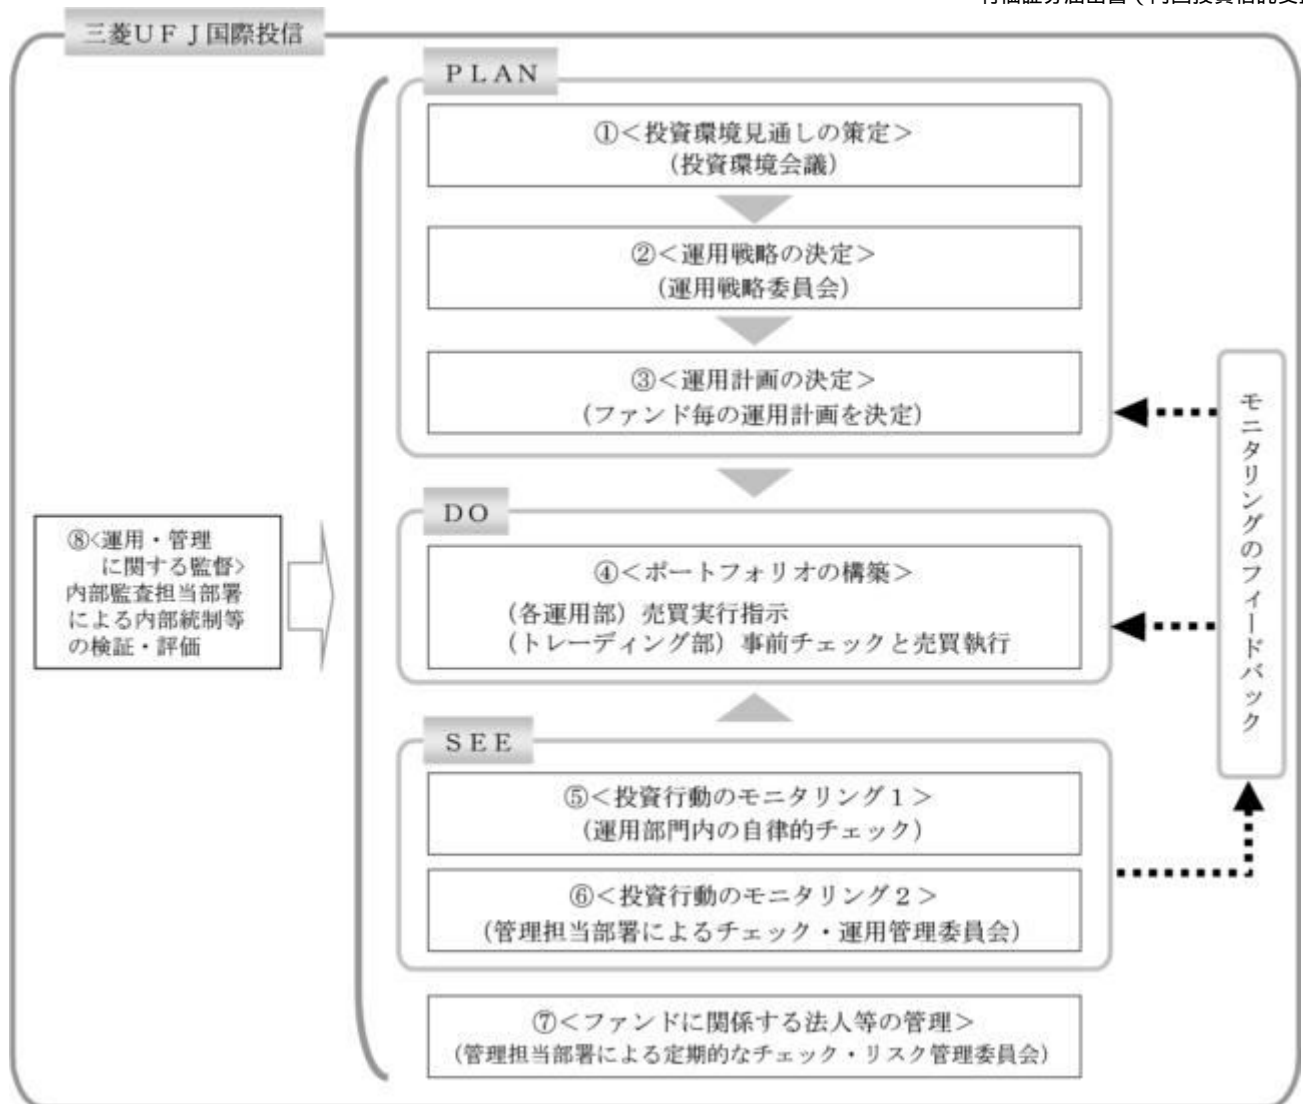 三菱UFJ国際投信
PLAN
①＜投資環境見通しの策定＞
（投資環境会議）
②＜運用戦略の決定＞
（運用戦略委員会）
③＜運用計画の決定＞
（ファンド毎の運用計画を決定）
DO
④＜ポートフォリオの構築＞
（各運用部）売買実行指示
（トレーディング部）事前チェックと売買執行
SEE
⑤＜投資行動のモニタリング１＞
（運用部門内の自律的チェック）
⑥＜投資行動のモニタリング２＞
（管理担当部署によるチェック・運用管理委員会）
⑦＜ファンドに関係する法人等の管理＞
（管理担当部署による定期的なチェック・リスク管理委員会）
⑧<運用・管理
に関する監督>
内部監査担当部署
による内部統制等
の検証・評価
モニタリングのフィードバック